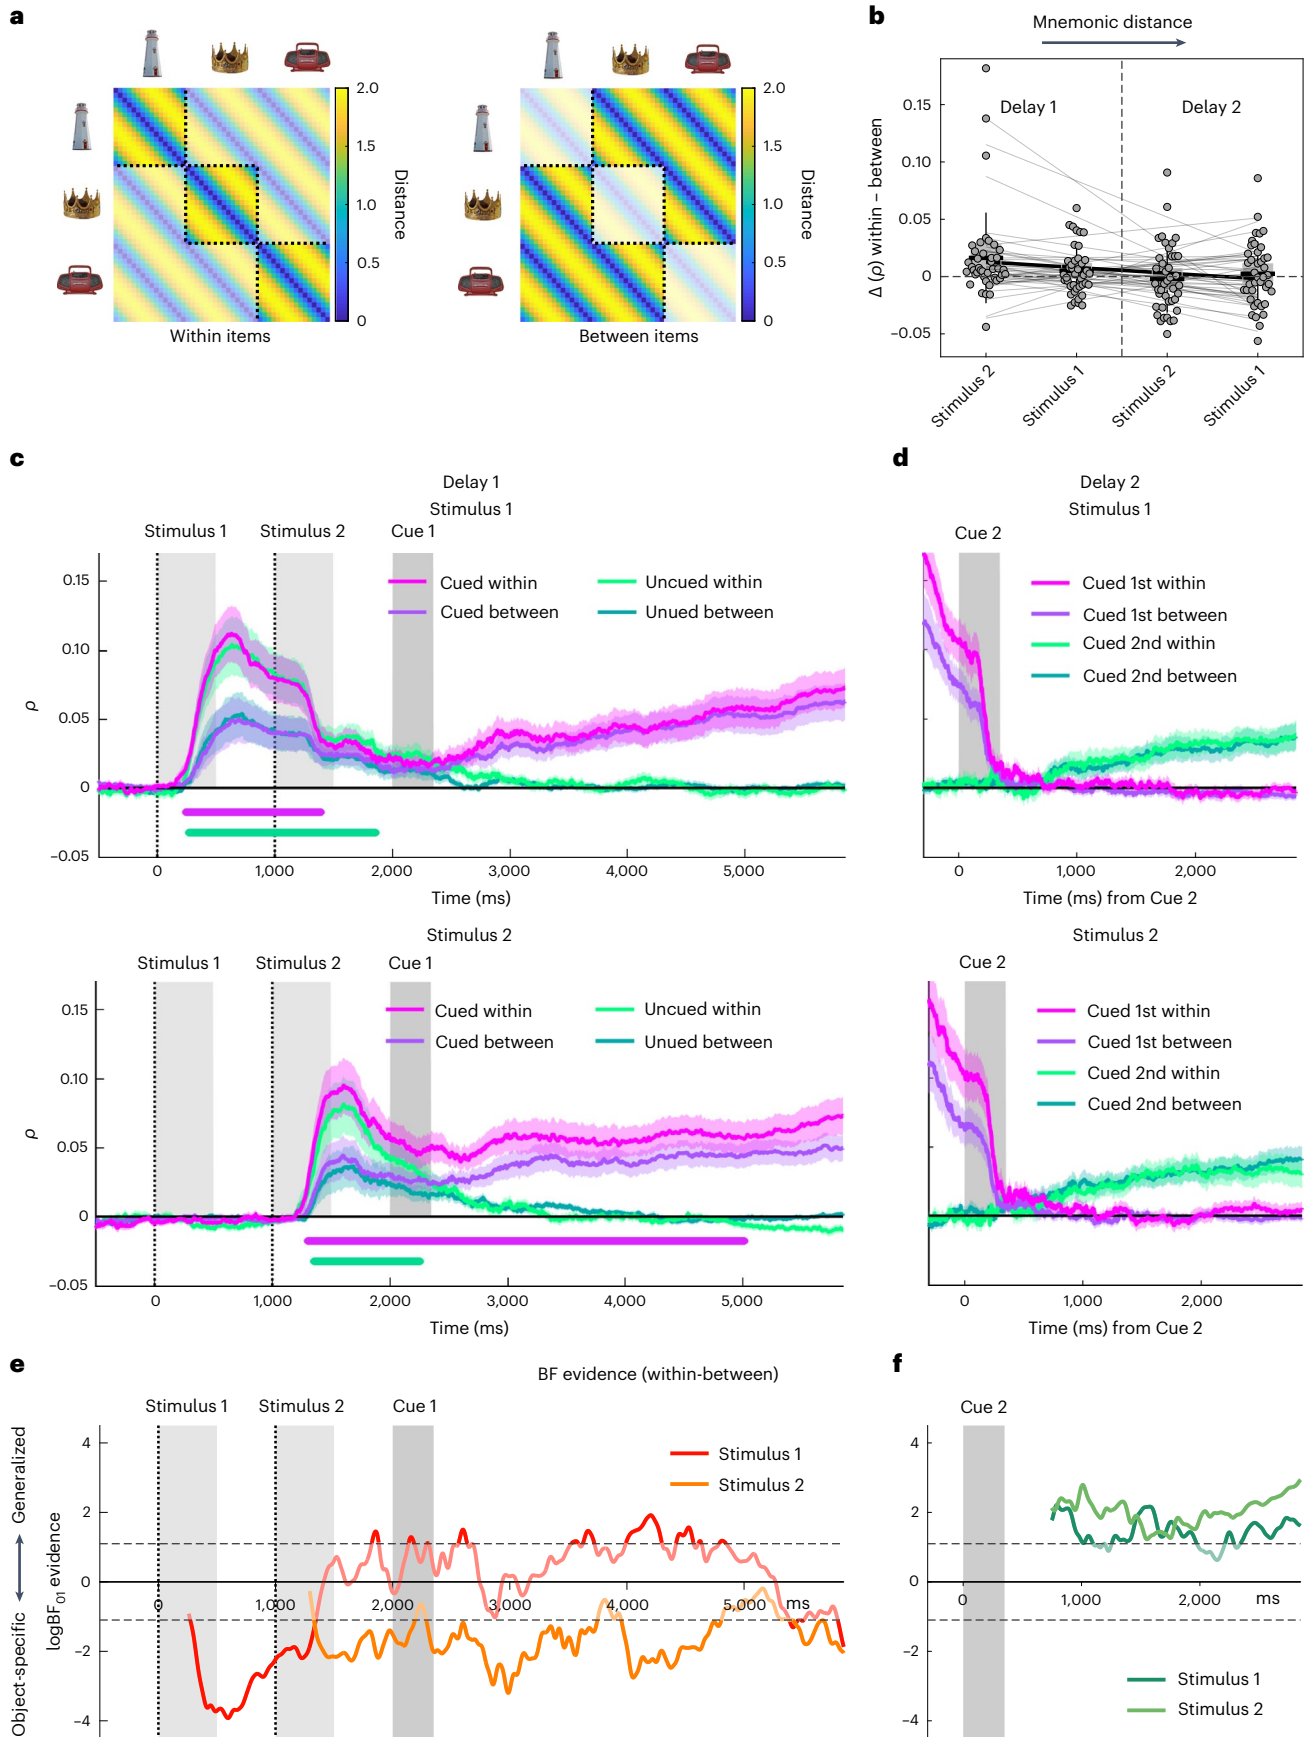 a
2.0
1.5
1.0
0.5
0
Distance
Within items
2.0
1.5
1.0
0.5
0
Distance
Between items
b
Mnemonic distance
Delay 1
Delay 2
0.15
0.10
0.05
0
−0.05
Δ (ρ) within – between
Stimulus 2
Stimulus 1
Stimulus 2
Stimulus 1
c
Delay 1
Stimulus 1
Stimulus 1
Stimulus 2
Cue 1
Cued within
Uncued within
Cued between
Unued between
0.15
0.10
0.05
0
−0.05
ρ
0
1,000
2,000
3,000
4,000
5,000
Time (ms)
Stimulus 2
Stimulus 1
Stimulus 2
Cue 1
Cued within
Uncued within
Cued between
Unued between
0.15
0.10
0.05
0
−0.05
ρ
0
1,000
2,000
3,000
4,000
5,000
Time (ms)
d
Delay 2
Stimulus 1
Cue 2
Cued 1st within
Cued 1st between
Cued 2nd within
Cued 2nd between
0
1,000
2,000
Time (ms) from Cue 2
Stimulus 2
Cue 2
Cued 1st within
Cued 1st between
Cued 2nd within
Cued 2nd between
0
1,000
2,000
Time (ms) from Cue 2
e
BF evidence (within-between)
Stimulus 1
Stimulus 2
Cue 1
Stimulus 1
Stimulus 2
Object-specific
Generalized
logBF01 evidence
4
2
0
−2
−4
0
1,000
2,000
3,000
4,000
5,000
ms
f
Cue 2
4
2
0
−2
−4
0
1,000
2,000
ms
Stimulus 1
Stimulus 2